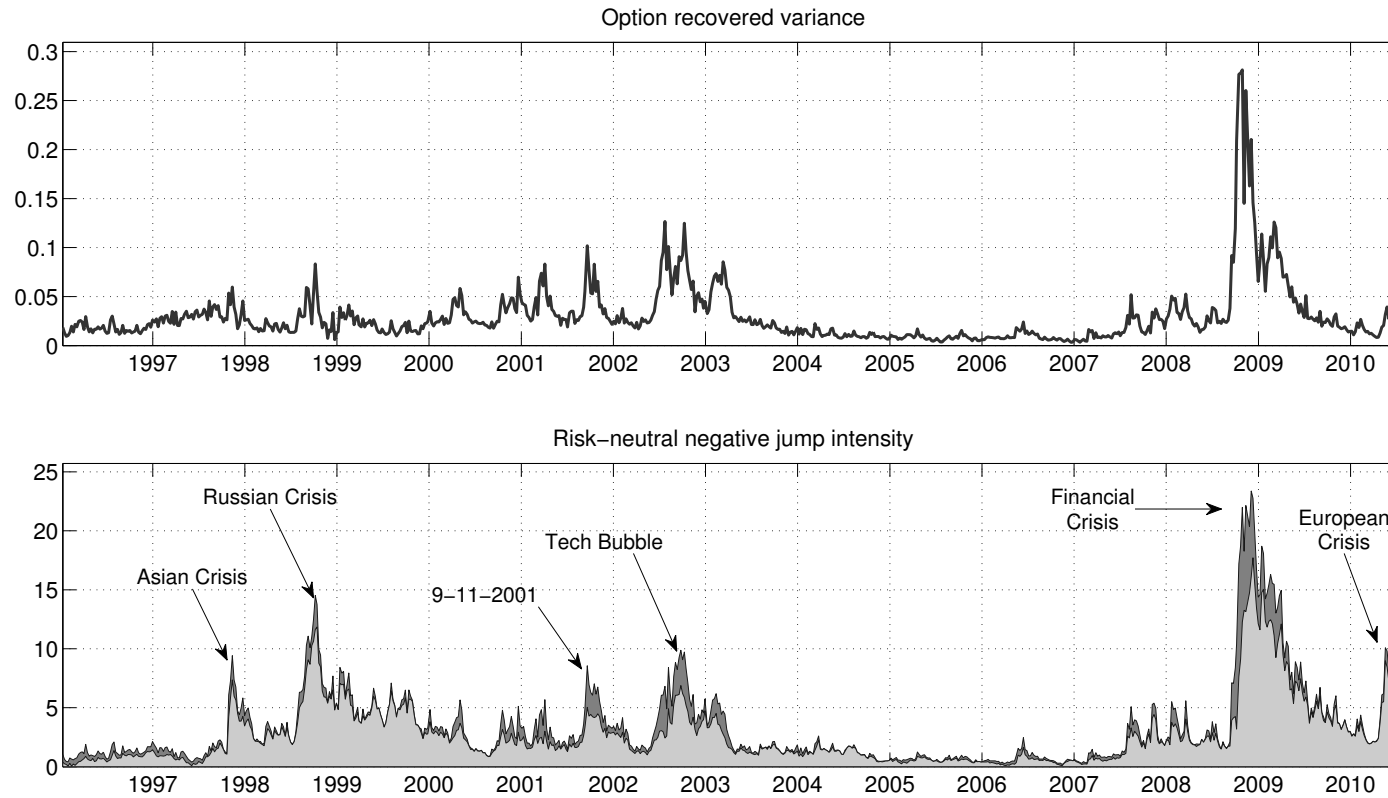 Option recovered variance
0.3
0.25
0.2
0.15
0.1
0.05
0
1997 1998 1999 2000 2001 2002 2003 2004 2005 2006 2007 2008 2009 2010
Risk−neutral negative jump intensity
25
20
15
10
5
0
Russian Crisis
Asian Crisis
9−11−2001
Tech Bubble
Financial
Crisis
European
Crisis
1997 1998 1999 2000 2001 2002 2003 2004 2005 2006 2007 2008 2009 2010